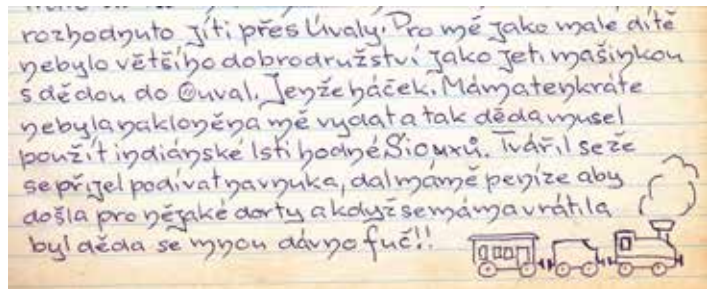 rozhodnuto jíti přes Úvaly. Pro mě jako malé dítě
nebylo většího dobrodružství jako jeti mašinkou
s dědou do Ouval. Jenže háček. Máma tenkráte
nebyla nakloněna mě vydat a tak děda musel
použít indiánské lsti hodné Siouxů. Tvářil se že
se přijel podívat na vnuka, dal mámě peníze aby
došla pro nějaké dorty a když se máma vrátila
byl děda se mnou dávno fuč!!